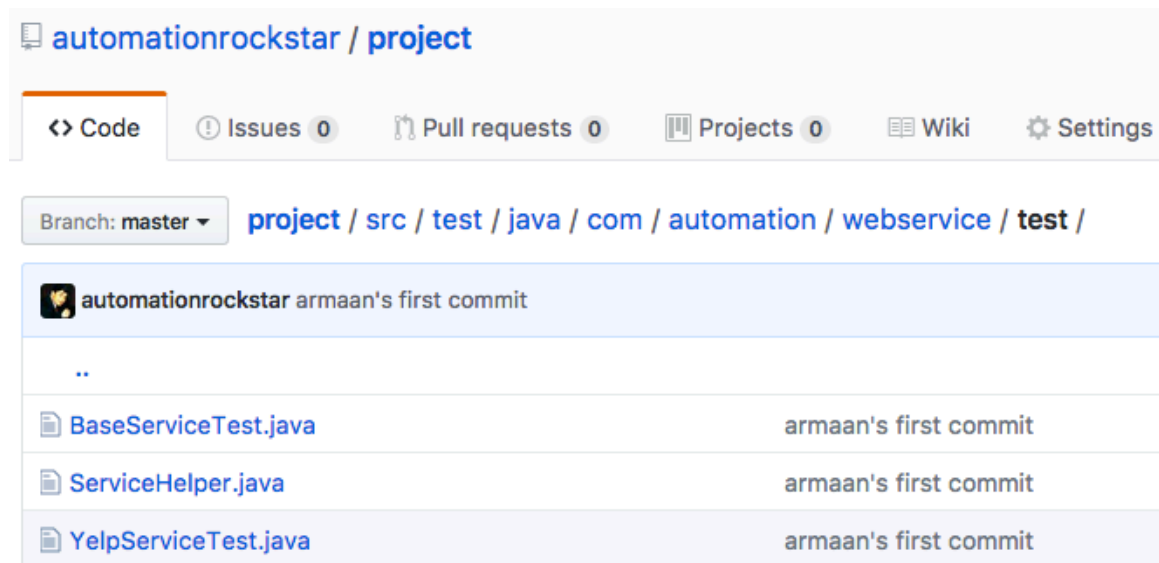 automationrockstar / project
<> Code Issues 0 Pull requests 0 Projects 0 Wiki Settings
Branch: master project / src / test / java / com / automation / webservice / test /
automationrockstar armaan's first commit
..
BaseServiceTest.java armaan's first commit
ServiceHelper.java armaan's first commit
YelpServiceTest.java armaan's first commit